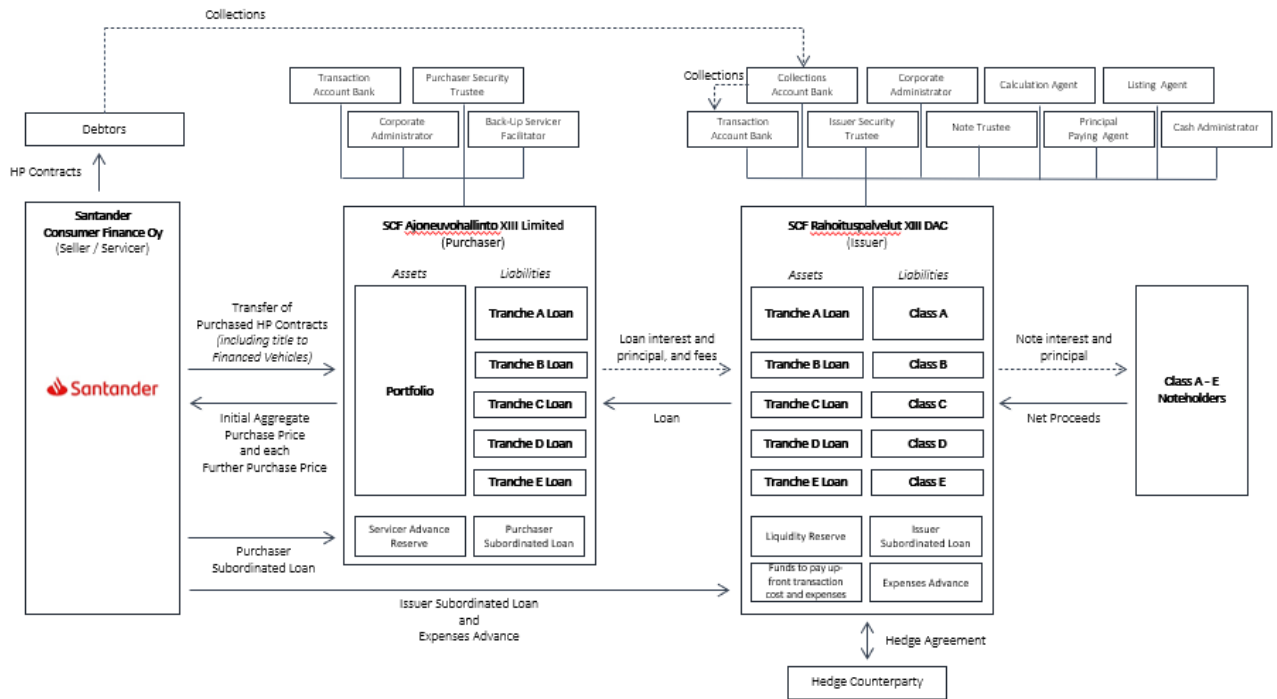 Collections
Transaction
Account Bank
Purchaser Security
Trustee
Corporate
Administrator
Back-Up Servicer
Facilitator
Collections
Collections
Account Bank
Corporate
Administrator
Calculation Agent
Listing Agent
Transaction
Account Bank
Issuer Security
Trustee
Note Trustee
Principal
Paying Agent
Cash Administrator
Debtors
HP Contracts
Santander
Consumer Finance Oy
(Seller / Servicer)
Santander
Transfer of
Purchased HP Contracts
(including title to
Financed Vehicles)
Initial Aggregate
Purchase Price
and each
Further Purchase Price
Purchaser
Subordinated Loan
Issuer Subordinated Loan
and
Expenses Advance
SCF Ajoneuvohallinto XIII Limited
(Purchaser)
Assets
Liabilities
Portfolio
Tranche A Loan
Tranche B Loan
Tranche C Loan
Tranche D Loan
Tranche E Loan
Servicer Advance
Reserve
Purchaser
Subordinated Loan
Loan interest and
principal, and fees
Loan
SCF Rahoituspalvelut XIII DAC
(Issuer)
Assets
Liabilities
Tranche A Loan
Class A
Tranche B Loan
Class B
Tranche C Loan
Class C
Tranche D Loan
Class D
Tranche E Loan
Class E
Liquidity Reserve
Issuer
Subordinated Loan
Funds to pay up-
front transaction
cost and expenses
Expenses Advance
Note interest and
principal
Net Proceeds
Class A – E
Noteholders
Hedge Agreement
Hedge Counterparty